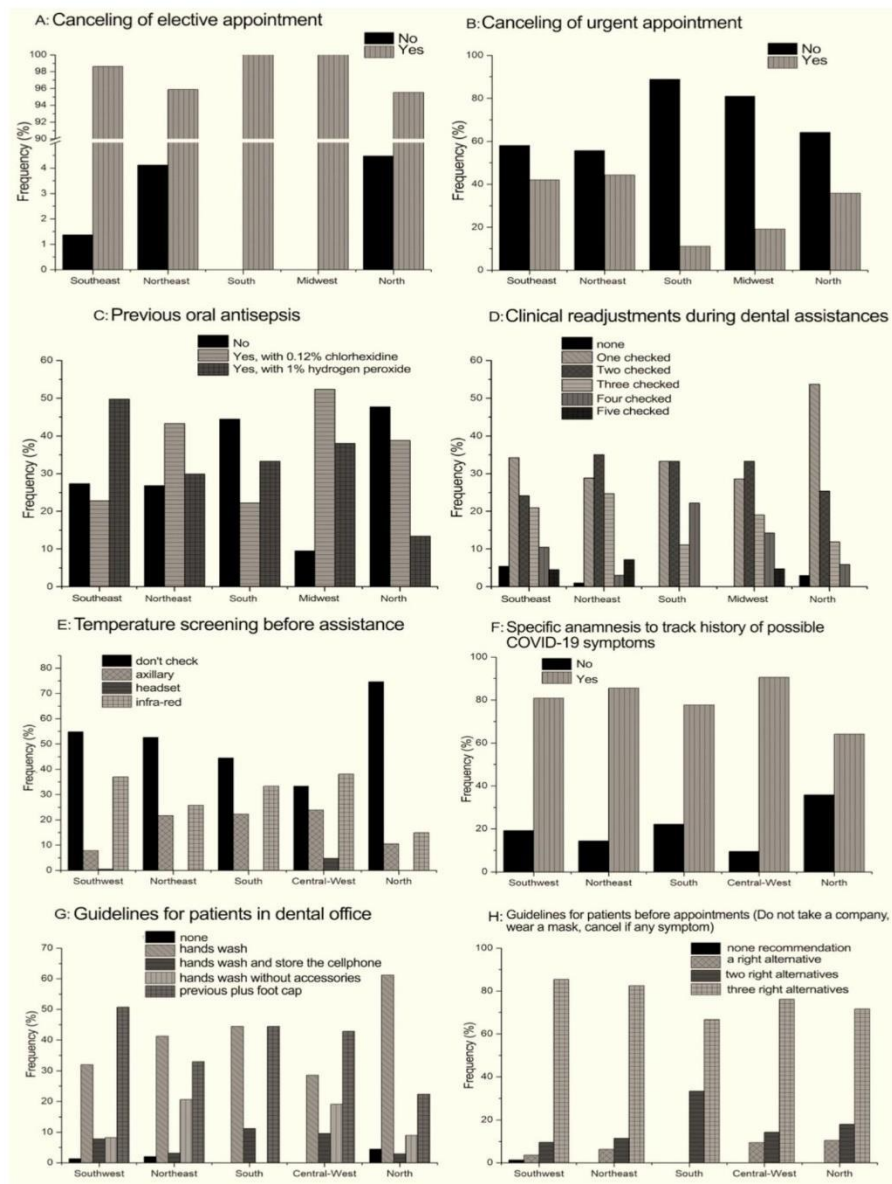 A: Canceling of elective appointment
No
Yes
100
98
96
94
92
90
4
3
2
1
0
Frequency (%)
Southeast Northeast South Midwest North
B: Canceling of urgent appointment
No
Yes
100
80
60
40
20
0
Frequency (%)
Southeast Northeast South Midwest North
C: Previous oral antisepsis
No
Yes, with 0.12% chlorhexidine
Yes, with 1% hydrogen peroxide
60
50
40
30
20
10
0
Frequency (%)
Southeast Northeast South Midwest North
D: Clinical readjustments during dental assistances
none
One checked
Two checked
Three checked
Four checked
Five checked
60
50
40
30
20
10
0
Frequency (%)
Southeast Northeast South Midwest North
E: Temperature screening before assistance
don't check
axillary
headset
infra-red
80
70
60
50
40
30
20
10
0
Frequency (%)
Southwest Northeast South Central-West North
F: Specific anamnesis to track history of possible
COVID-19 symptoms
No
Yes
100
80
60
40
20
0
Frequency (%)
Southwest Northeast South Central-West North
G: Guidelines for patients in dental office
none
hands wash
hands wash and store the cellphone
hands wash without accessories
previous plus foot cap
70
60
50
40
30
20
10
0
Frequency (%)
Southwest Northeast South Central-West North
H: Guidelines for patients before appointments (Do not take a company,
wear a mask, cancel if any symptom)
none recommendation
a right alternative
two right alternatives
three right alternatives
100
80
60
40
20
0
Frequency (%)
Southwest Northeast South Central-West North